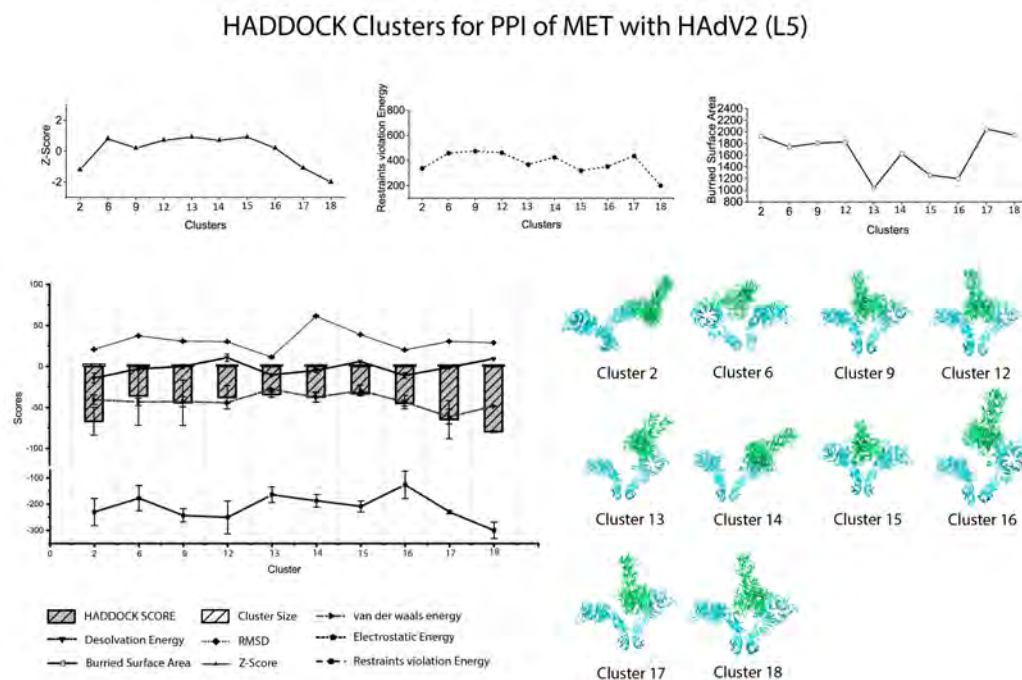 HADDOCK Clusters for PPI of MET with HAdV2 (L5)
Z-Score
2
0
-2
2 6 9 12 13 14 15 16 17 18
Clusters
Restraints violation Energy
800
600
400
200
2 6 9 12 13 14 15 16 17 18
Clusters
Burried Surface Area
2400
2200
2000
1800
1600
1400
1200
1000
800
2 6 9 12 13 14 15 16 17 18
Clusters
Scores
100
50
0
-50
-100
-100
-200
-300
0 2 6 9 12 13 14 15 16 17 18
Cluster
Cluster 2
Cluster 6
Cluster 9
Cluster 12
Cluster 13
Cluster 14
Cluster 15
Cluster 16
Cluster 17
Cluster 18
HADDOCK SCORE
Cluster Size
van der waals energy
Desolvation Energy
RMSD
Electrostatic Energy
Burried Surface Area
Z-Score
Restraints violation Energy